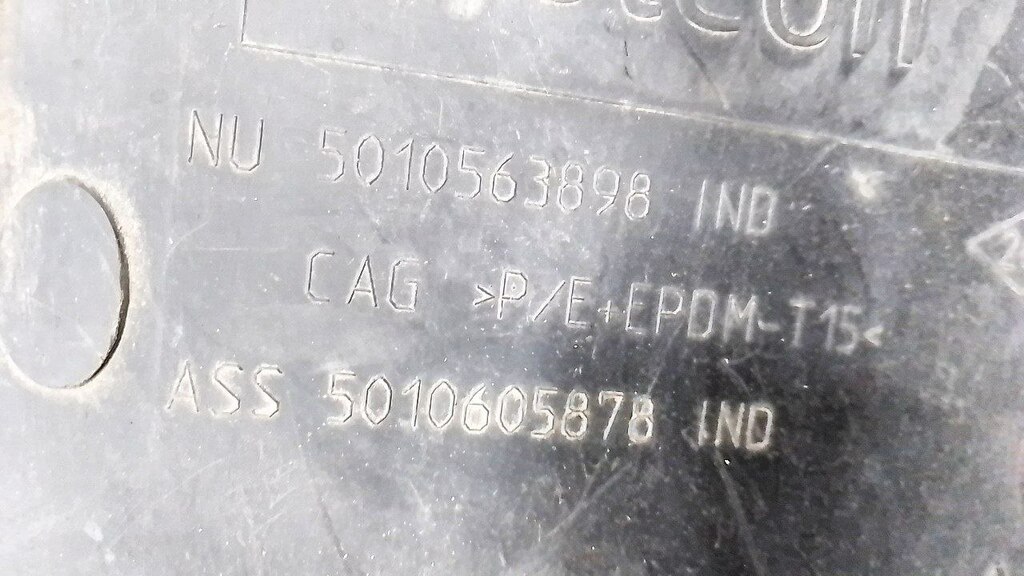 NU 5010563898 IND
CAG >P/E+EPDM-T15<
ASS 5010605878 IND